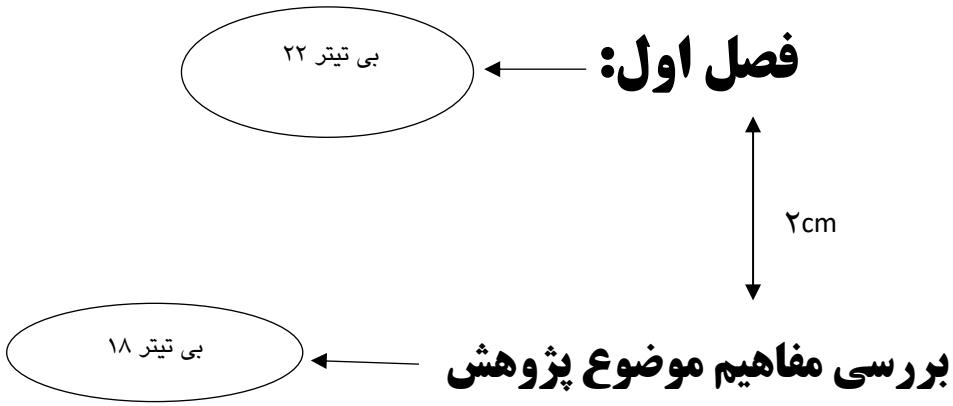 فصل اول:
بی تیتر ۲۲
۲cm
بررسی مفاهیم موضوع پژوهش
بی تیتر ۱۸